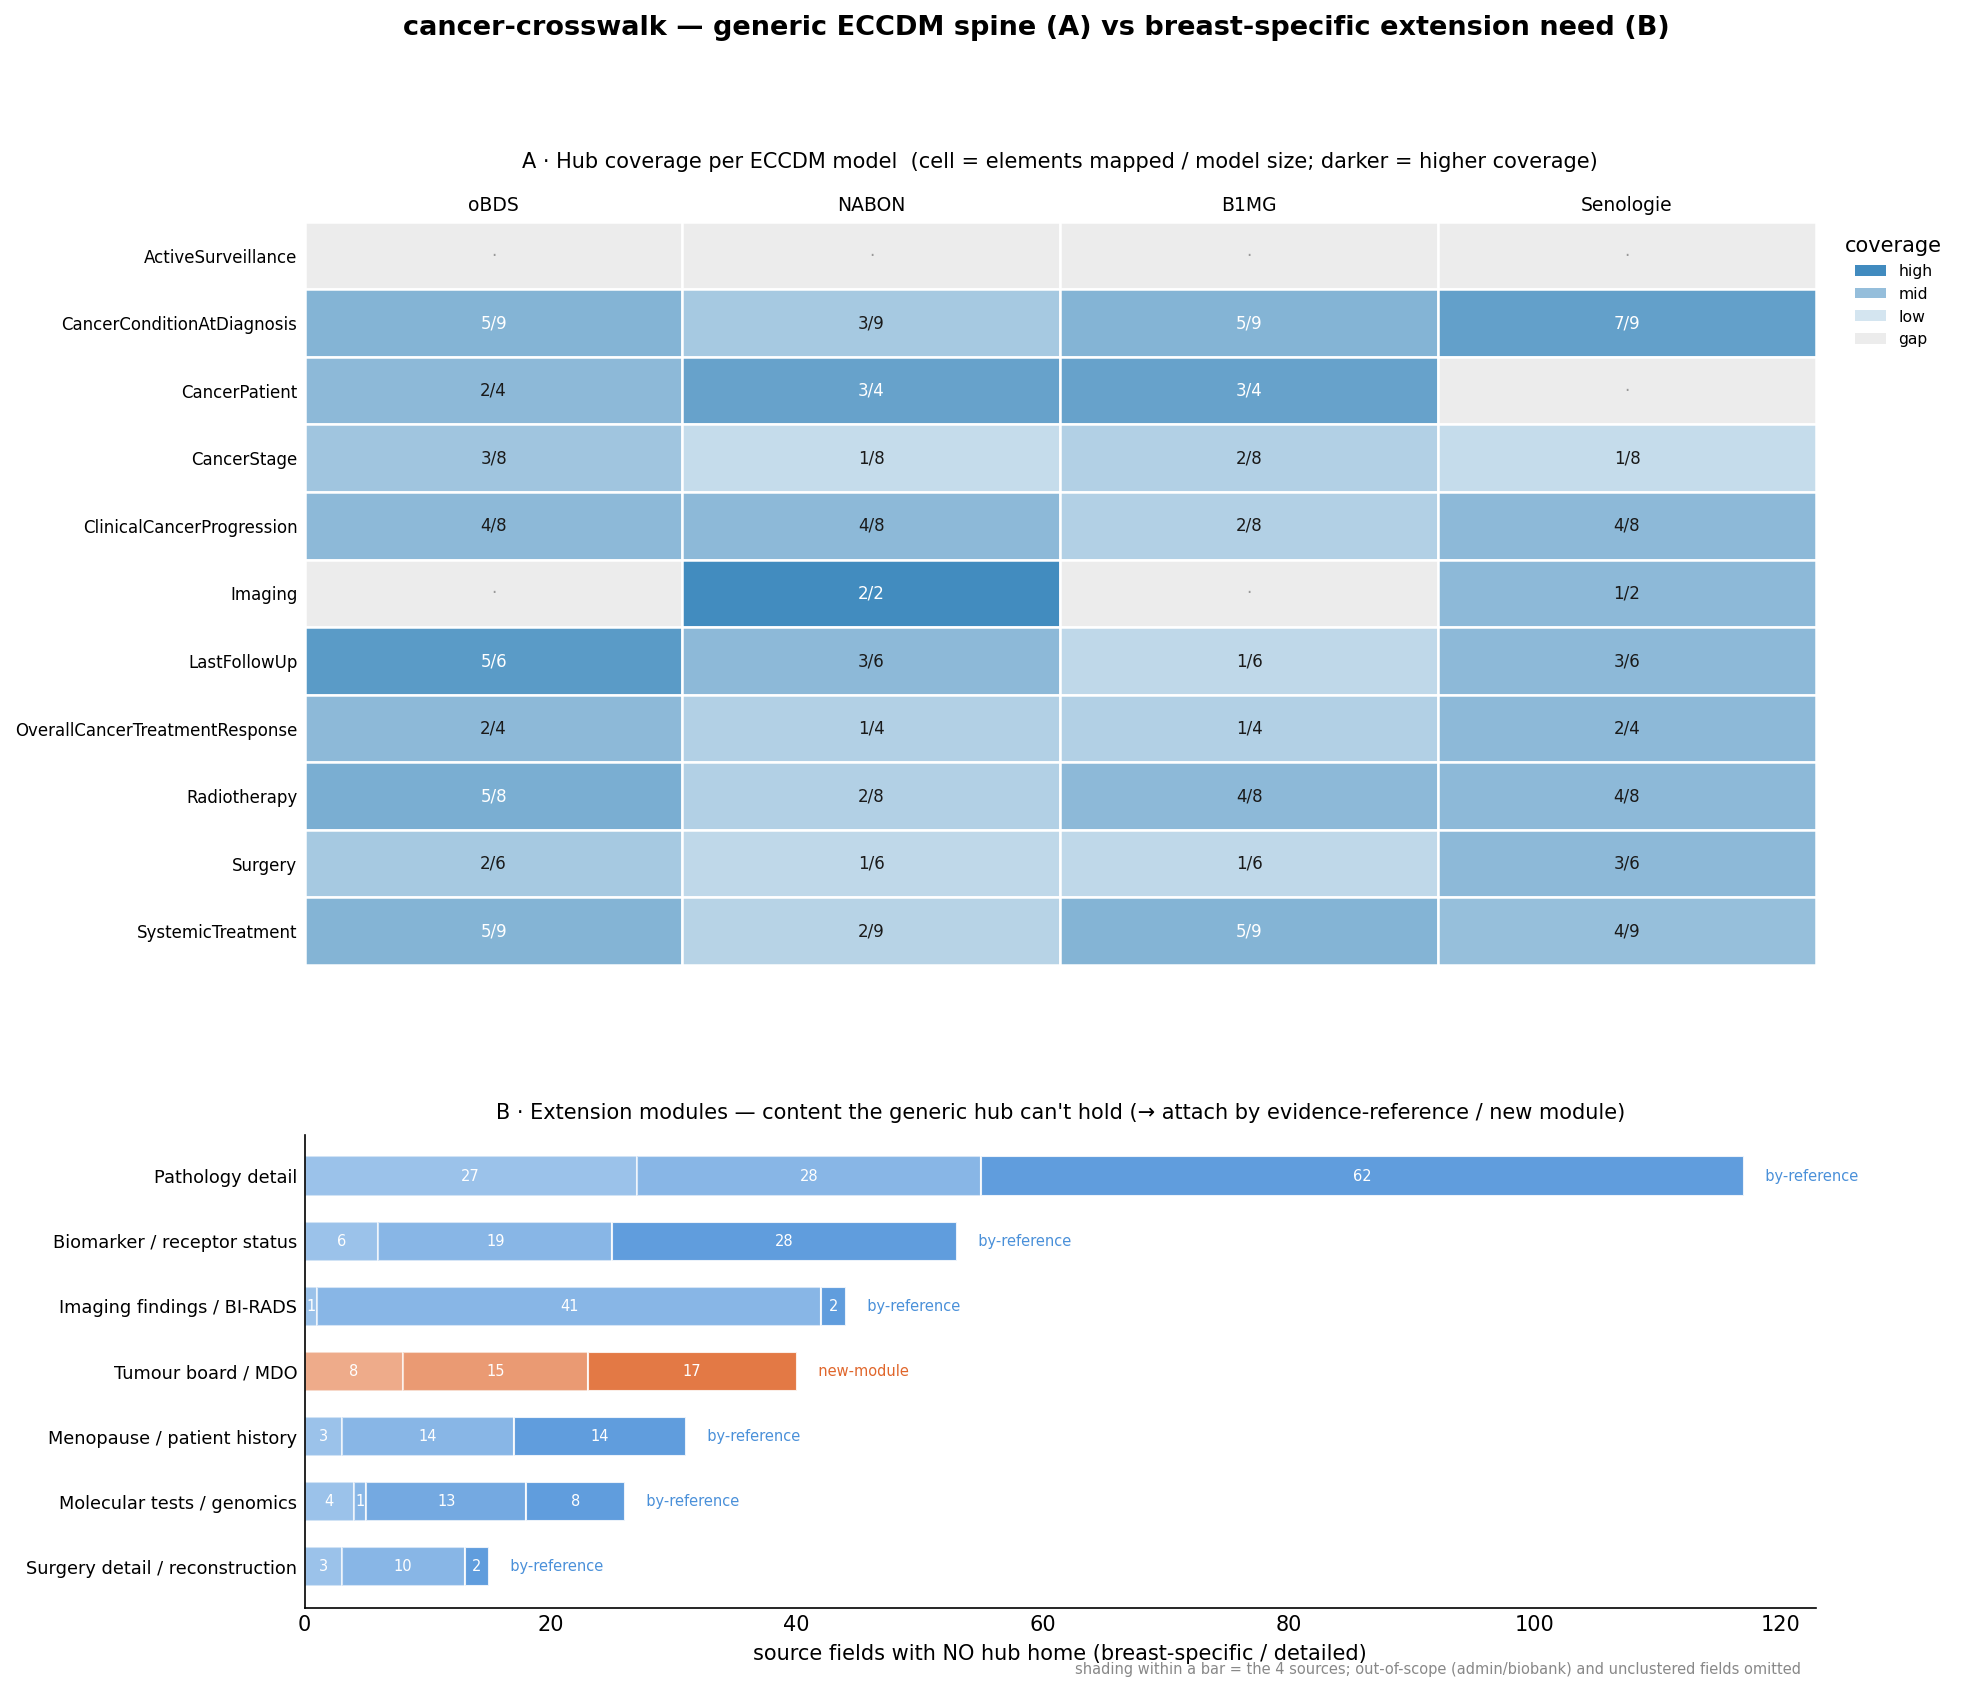 cancer-crosswalk — generic ECCDM spine (A) vs breast-specific extension need (B)
A · Hub coverage per ECCDM model (cell = elements mapped / model size; darker = higher coverage)
oBDS NABON B1MG Senologie
coverage
high
mid
low
gap
ActiveSurveillance · · · ·
CancerConditionAtDiagnosis 5/9 3/9 5/9 7/9
CancerPatient 2/4 3/4 3/4 ·
CancerStage 3/8 1/8 2/8 1/8
ClinicalCancerProgression 4/8 4/8 2/8 4/8
Imaging · 2/2 · 1/2
LastFollowUp 5/6 3/6 1/6 3/6
OverallCancerTreatmentResponse 2/4 1/4 1/4 2/4
Radiotherapy 5/8 2/8 4/8 4/8
Surgery 2/6 1/6 1/6 3/6
SystemicTreatment 5/9 2/9 5/9 4/9
B · Extension modules — content the generic hub can't hold (→ attach by evidence-reference / new module)
Pathology detail 27 28 62 by-reference
Biomarker / receptor status 6 19 28 by-reference
Imaging findings / BI-RADS 1 41 2 by-reference
Tumour board / MDO 8 15 17 new-module
Menopause / patient history 3 14 14 by-reference
Molecular tests / genomics 4 1 13 8 by-reference
Surgery detail / reconstruction 3 10 2 by-reference
0 20 40 60 80 100 120
source fields with NO hub home (breast-specific / detailed)
shading within a bar = the 4 sources; out-of-scope (admin/biobank) and unclustered fields omitted